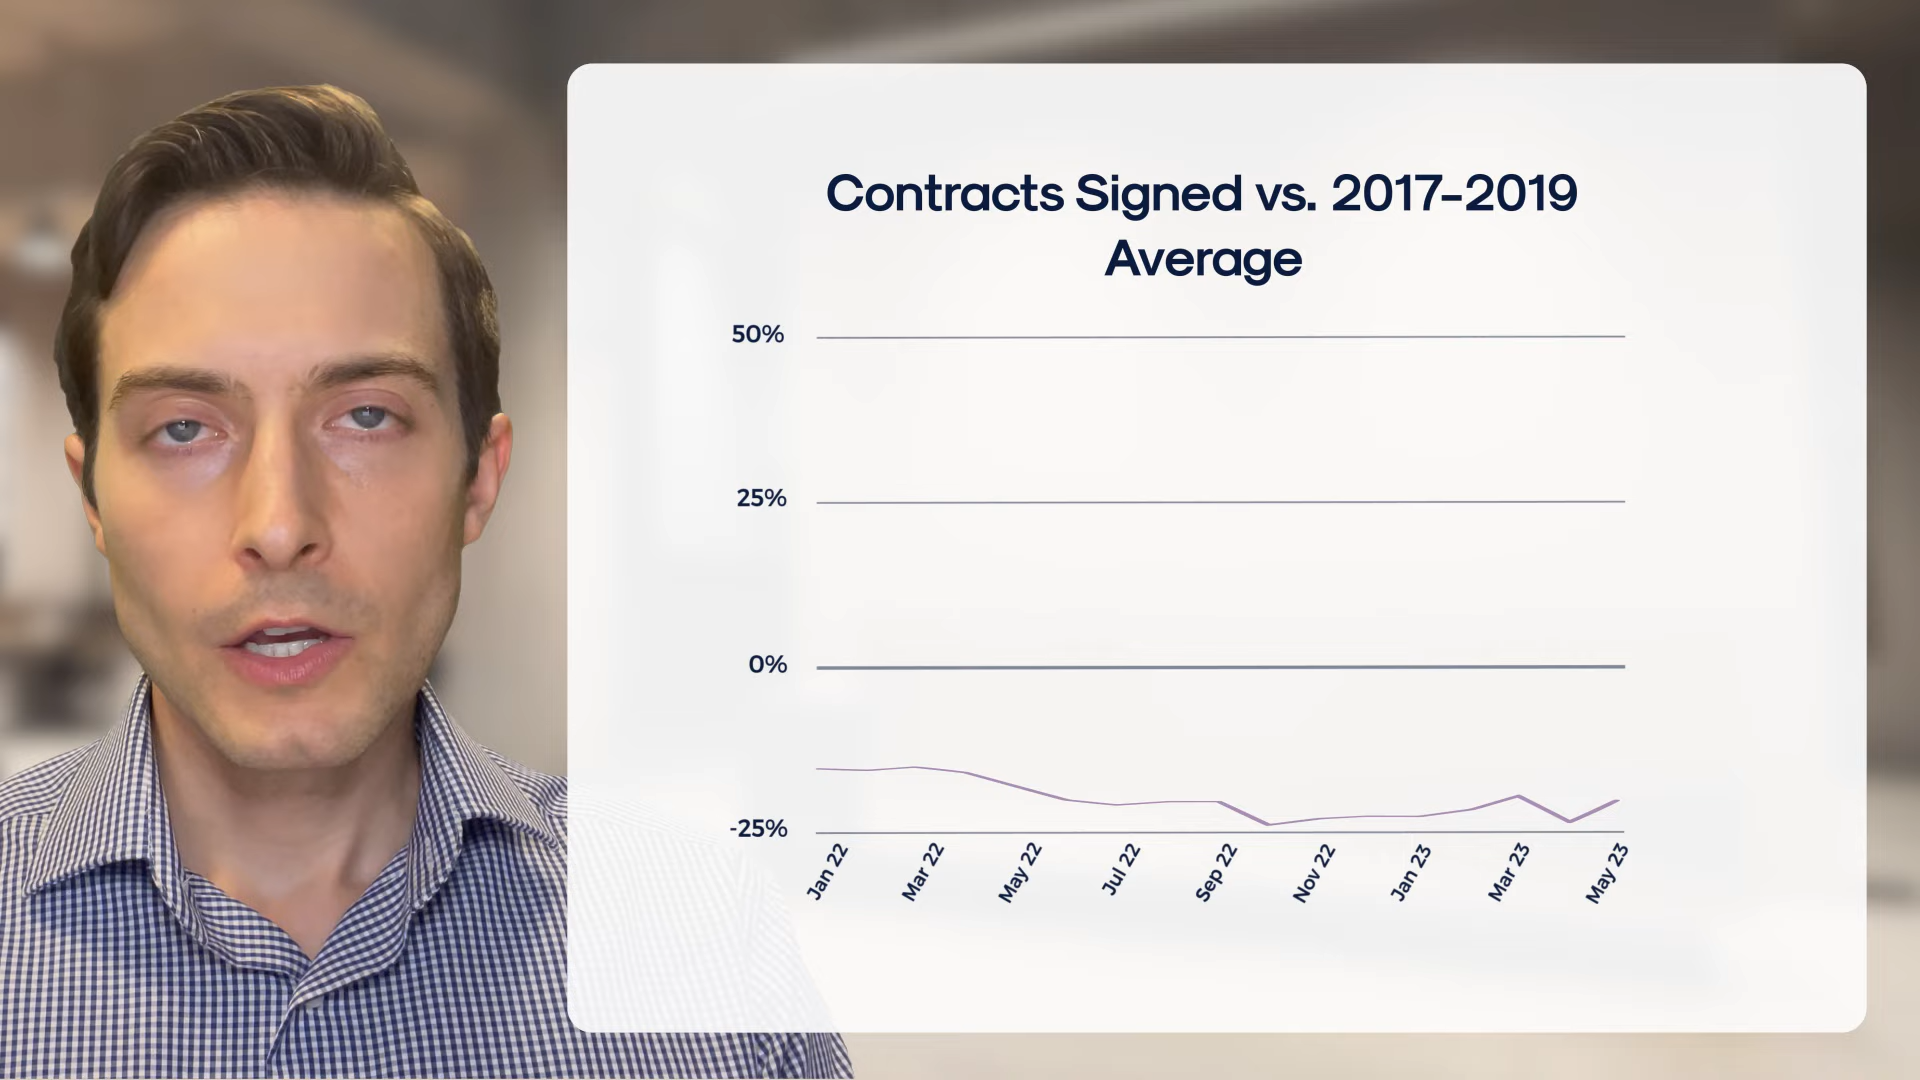 Contracts Signed vs. 2017–2019
Average
50%
25%
0%
-25%
Jan 22
Mar 22
May 22
Jul 22
Sep 22
Nov 22
Jan 23
Mar 23
May 23